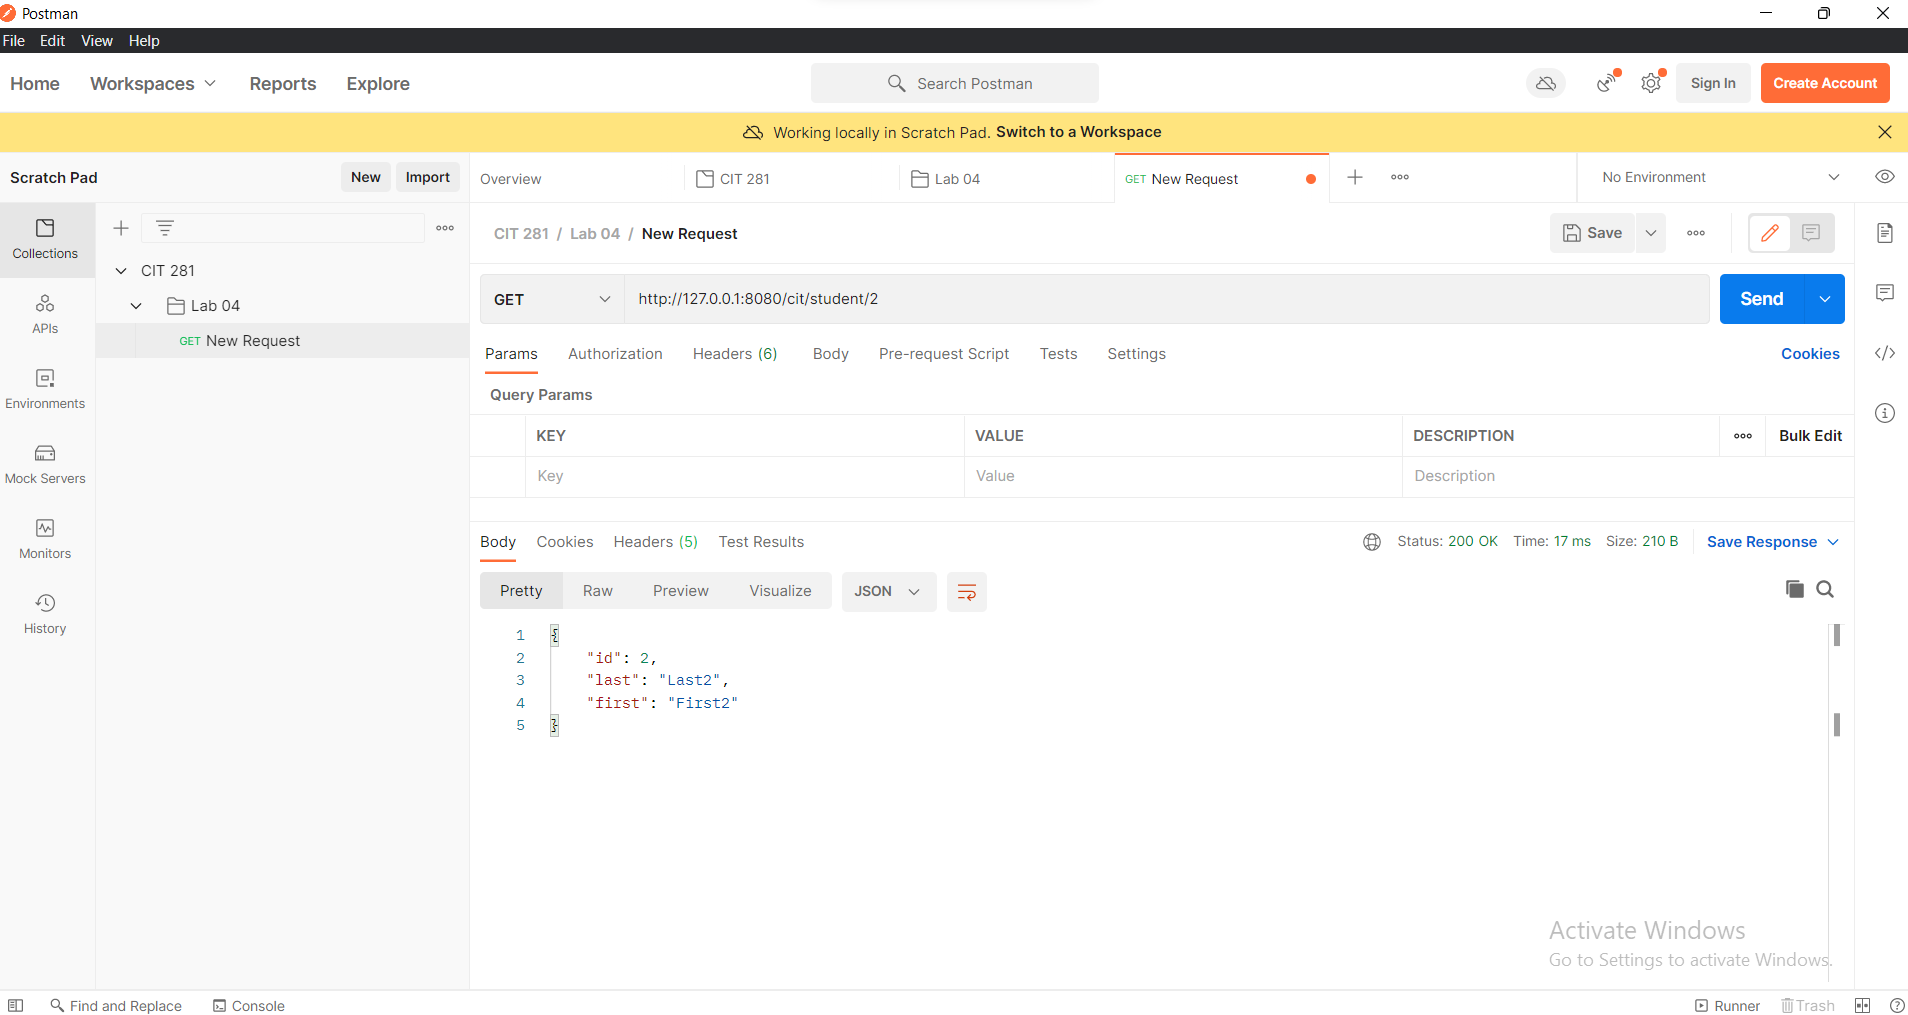 Postman
File Edit View Help
Home Workspaces Reports Explore Search Postman Sign In Create Account
Working locally in Scratch Pad. Switch to a Workspace
Scratch Pad New Import Overview CIT 281 Lab 04 GET New Request No Environment
Collections
APIs
Environments
Mock Servers
Monitors
History
CIT 281
Lab 04
GET New Request
CIT 281 / Lab 04 / New Request Save
GET http://127.0.0.1:8080/cit/student/2 Send
Params Authorization Headers (6) Body Pre-request Script Tests Settings Cookies
Query Params
KEY VALUE DESCRIPTION Bulk Edit
Key Value Description
Body Cookies Headers (5) Test Results Status: 200 OK Time: 17 ms Size: 210 B Save Response
Pretty Raw Preview Visualize JSON
1 {
2 "id": 2,
3 "last": "Last2",
4 "first": "First2"
5 }
Activate Windows
Go to Settings to activate Windows.
Find and Replace Console Runner Trash